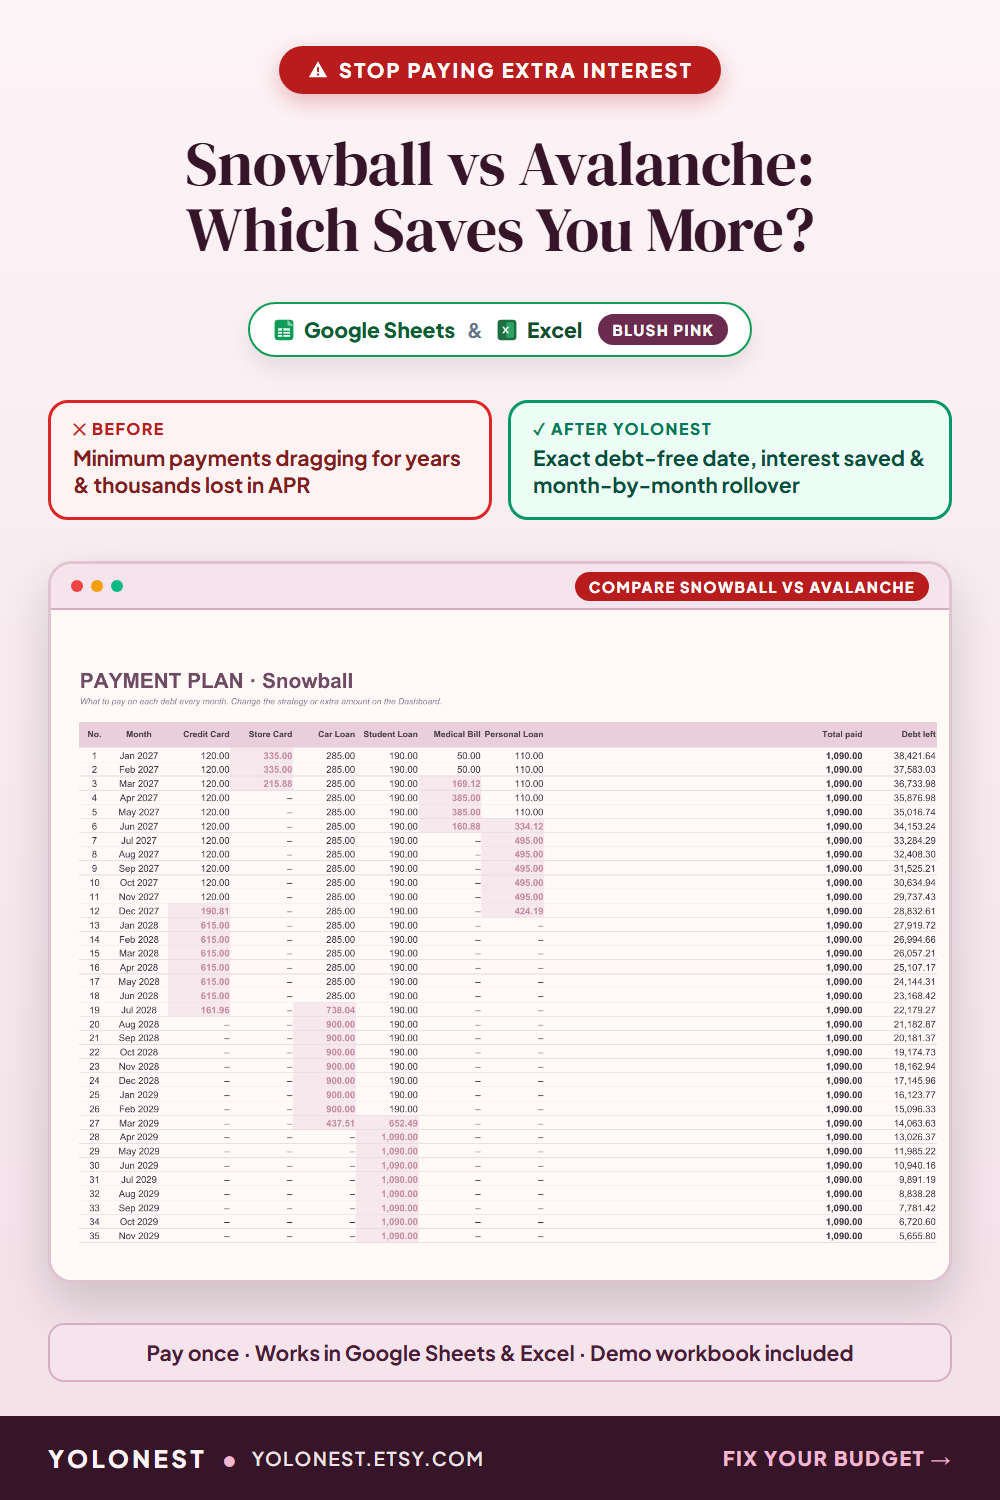 ⚠ STOP PAYING EXTRA INTEREST
Snowball vs Avalanche:
Which Saves You More?
Google Sheets & Excel BLUSH PINK
✕ BEFORE
Minimum payments dragging for years
& thousands lost in APR
✓ AFTER YOLONEST
Exact debt-free date, interest saved &
month-by-month rollover
COMPARE SNOWBALL VS AVALANCHE
PAYMENT PLAN · Snowball
What to pay on each debt every month. Change the strategy or extra amount on the Dashboard.
No. Month Credit Card Store Card Car Loan Student Loan Medical Bill Personal Loan Total paid Debt left
1 Jan 2027 120.00 335.00 285.00 190.00 50.00 110.00 1,090.00 38,421.64
2 Feb 2027 120.00 335.00 285.00 190.00 50.00 110.00 1,090.00 37,583.03
3 Mar 2027 120.00 215.88 285.00 190.00 169.12 110.00 1,090.00 36,733.98
4 Apr 2027 120.00 – 285.00 190.00 385.00 110.00 1,090.00 35,876.98
5 May 2027 120.00 – 285.00 190.00 385.00 110.00 1,090.00 35,016.74
6 Jun 2027 120.00 – 285.00 190.00 160.88 334.12 1,090.00 34,153.24
7 Jul 2027 120.00 – 285.00 190.00 – 495.00 1,090.00 33,284.29
8 Aug 2027 120.00 – 285.00 190.00 – 495.00 1,090.00 32,408.30
9 Sep 2027 120.00 – 285.00 190.00 – 495.00 1,090.00 31,525.21
10 Oct 2027 120.00 – 285.00 190.00 – 495.00 1,090.00 30,634.94
11 Nov 2027 120.00 – 285.00 190.00 – 495.00 1,090.00 29,737.43
12 Dec 2027 190.81 – 285.00 190.00 – 424.19 1,090.00 28,832.61
13 Jan 2028 615.00 – 285.00 190.00 – – 1,090.00 27,919.72
14 Feb 2028 615.00 – 285.00 190.00 – – 1,090.00 26,994.66
15 Mar 2028 615.00 – 285.00 190.00 – – 1,090.00 26,057.21
16 Apr 2028 615.00 – 285.00 190.00 – – 1,090.00 25,107.17
17 May 2028 615.00 – 285.00 190.00 – – 1,090.00 24,144.31
18 Jun 2028 615.00 – 285.00 190.00 – – 1,090.00 23,168.42
19 Jul 2028 161.96 – 738.04 190.00 – – 1,090.00 22,179.27
20 Aug 2028 – – 900.00 190.00 – – 1,090.00 21,182.87
21 Sep 2028 – – 900.00 190.00 – – 1,090.00 20,181.37
22 Oct 2028 – – 900.00 190.00 – – 1,090.00 19,174.73
23 Nov 2028 – – 900.00 190.00 – – 1,090.00 18,162.94
24 Dec 2028 – – 900.00 190.00 – – 1,090.00 17,145.96
25 Jan 2029 – – 900.00 190.00 – – 1,090.00 16,123.77
26 Feb 2029 – – 900.00 190.00 – – 1,090.00 15,096.33
27 Mar 2029 – – 437.51 652.49 – – 1,090.00 14,063.63
28 Apr 2029 – – – 1,090.00 – – 1,090.00 13,026.37
29 May 2029 – – – 1,090.00 – – 1,090.00 11,985.22
30 Jun 2029 – – – 1,090.00 – – 1,090.00 10,940.16
31 Jul 2029 – – – 1,090.00 – – 1,090.00 9,891.19
32 Aug 2029 – – – 1,090.00 – – 1,090.00 8,838.28
33 Sep 2029 – – – 1,090.00 – – 1,090.00 7,781.42
34 Oct 2029 – – – 1,090.00 – – 1,090.00 6,720.60
35 Nov 2029 – – – 1,090.00 – – 1,090.00 5,655.80
Pay once · Works in Google Sheets & Excel · Demo workbook included
YOLONEST ● YOLONEST.ETSY.COM FIX YOUR BUDGET →